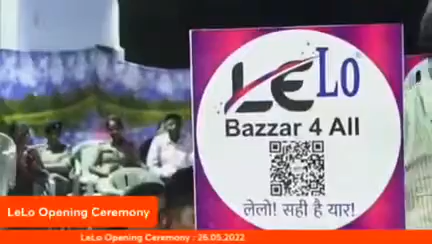 LELO
Bazzar 4 All
लेलो! सही है यार!
LeLo Opening Ceremony
LeLo Opening Ceremony : 26.05.2022